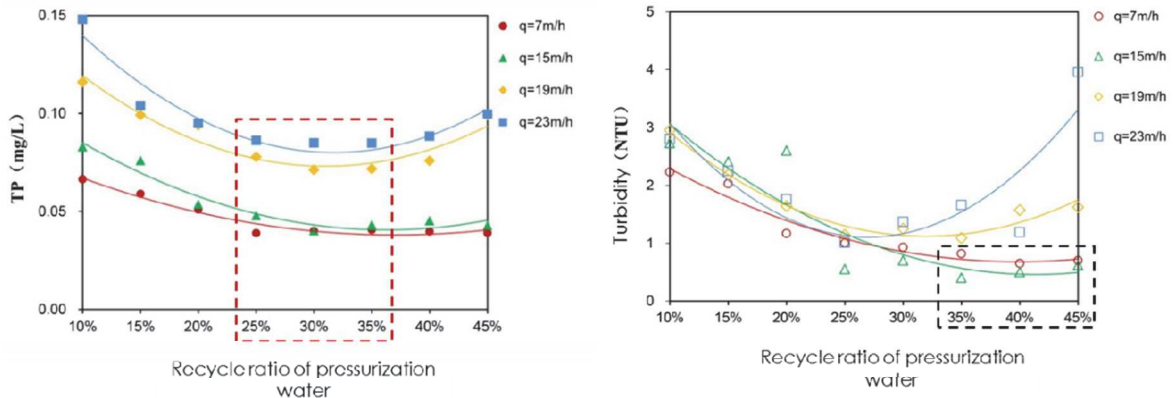 0.15
0.10
0.05
0.00
TP (mg/L)
10% 15% 20% 25% 30% 35% 40% 45%
Recycle ratio of pressurization
water
q=7m/h
q=15m/h
q=19m/h
q=23m/h
5
4
3
2
1
0
Turbidity (NTU)
10% 15% 20% 25% 30% 35% 40% 45%
Recycle ratio of pressurization
water
q=7m/h
q=15m/h
q=19m/h
q=23m/h